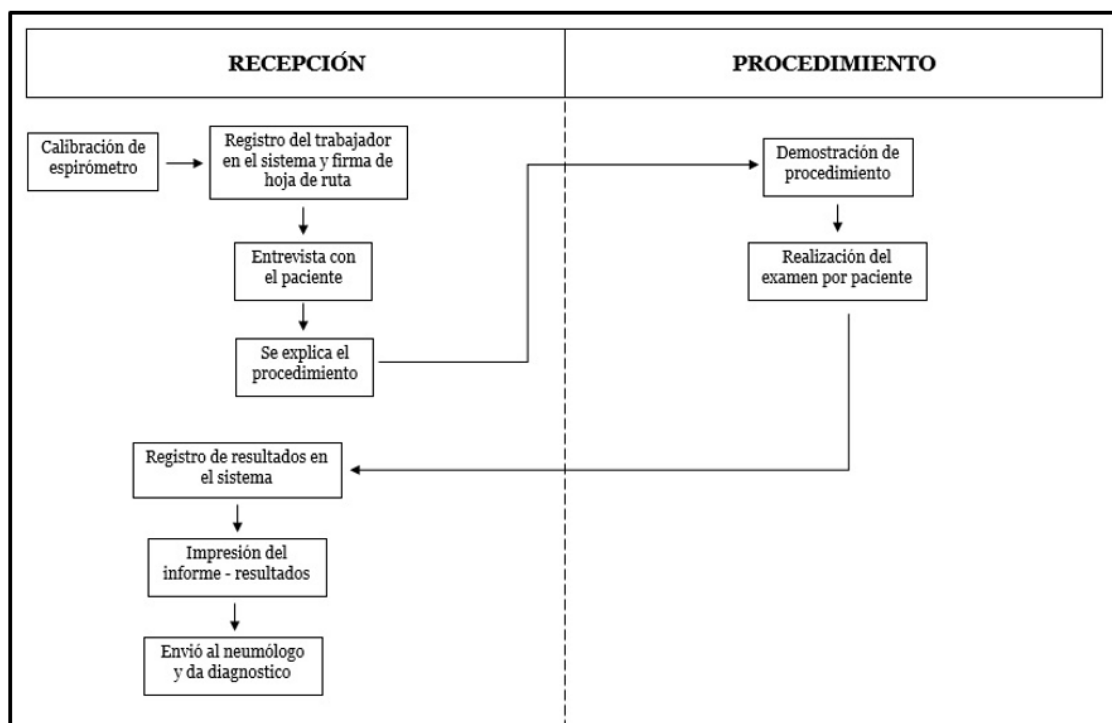 RECEPCIÓN
PROCEDIMIENTO
Calibración de
espirómetro
Registro del trabajador
en el sistema y firma de
hoja de ruta
Entrevista con
el paciente
Se explica el
procedimiento
Demostración de
procedimiento
Realización del
examen por paciente
Registro de resultados en
el sistema
Impresión del
informe - resultados
Envió al neumólogo
y da diagnostico